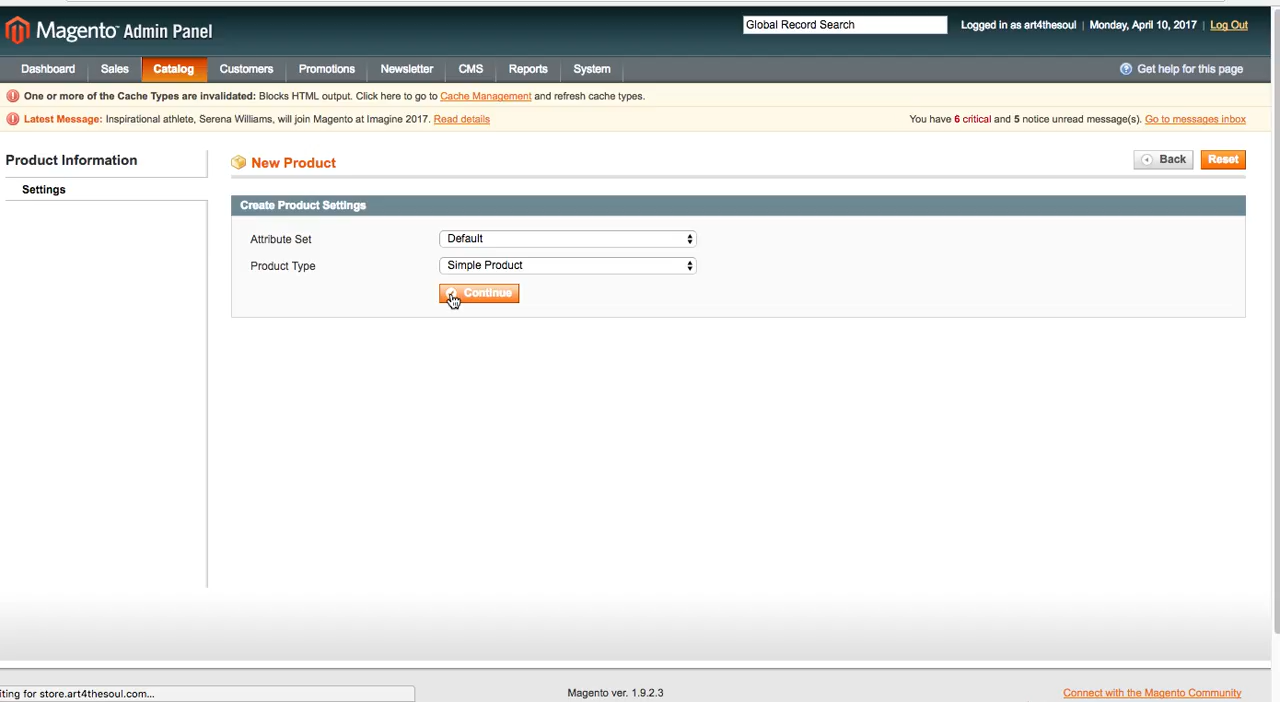 Magento Admin Panel
Global Record Search
Logged in as art4thesoul | Monday, April 10, 2017 | Log Out
Dashboard Sales Catalog Customers Promotions Newsletter CMS Reports System Get help for this page
One or more of the Cache Types are invalidated: Blocks HTML output. Click here to go to Cache Management and refresh cache types.
Latest Message: Inspirational athlete, Serena Williams, will join Magento at Imagine 2017. Read details You have 6 critical and 5 notice unread message(s). Go to messages inbox
Product Information
Settings
New Product
Back Reset
Create Product Settings
Attribute Set Default
Product Type Simple Product
Continue
iting for store.art4thesoul.com...
Magento ver. 1.9.2.3
Connect with the Magento Community